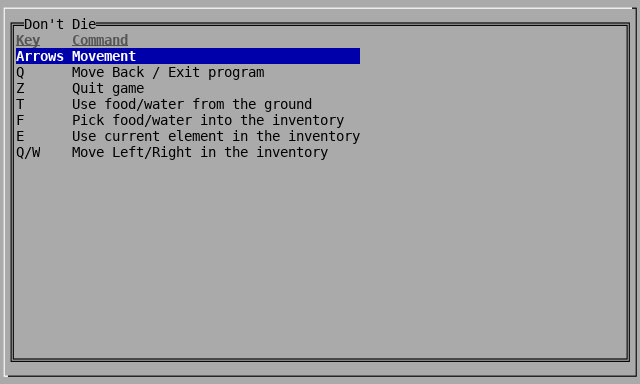 Don't Die
Key Command
Arrows Movement
Q Move Back / Exit program
Z Quit game
T Use food/water from the ground
F Pick food/water into the inventory
E Use current element in the inventory
Q/W Move Left/Right in the inventory